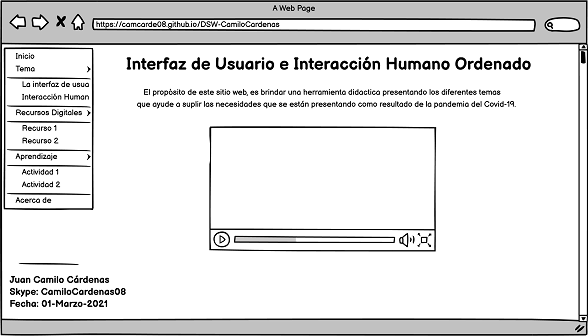 A Web Page
https://camcarde08.github.io/DSW-CamiloCardenas
Inicio
Tema
La interfaz de usua
Interacción Human
Recursos Digitales
Recurso 1
Recurso 2
Aprendizaje
Actividad 1
Actividad 2
Acerca de
Interfaz de Usuario e Interacción Humano Ordenado
El propósito de este sitio web, es brindar una herramienta didactica presentando los diferentes temas
que ayude a suplir las necesidades que se están presentando como resultado de la pandemia del Covid-19.
Juan Camilo Cárdenas
Skype: CamiloCardenas08
Fecha: 01-Marzo-2021